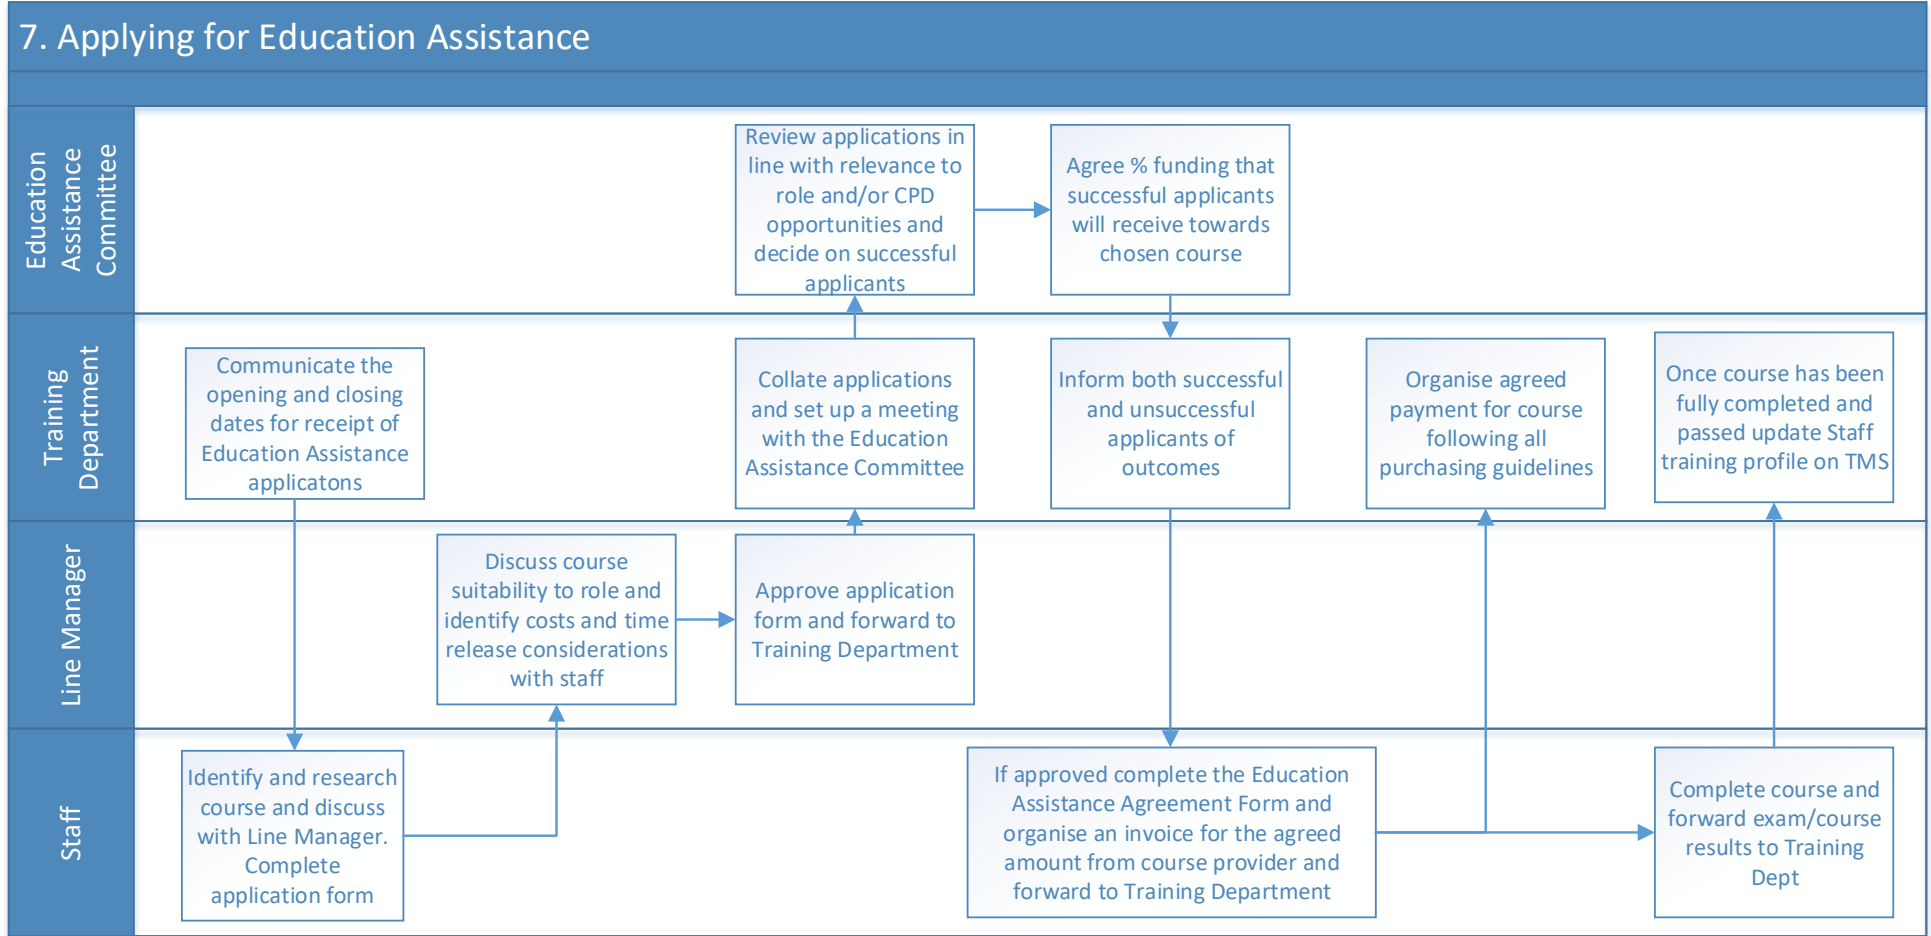 7. Applying for Education Assistance
Education
Assistance
Committee
Review applications in
line with relevance to
role and/or CPD
opportunities and
decide on successful
applicants
Agree % funding that
successful applicants
will receive towards
chosen course
Training
Department
Communicate the
opening and closing
dates for receipt of
Education Assistance
applicatons
Collate applications
and set up a meeting
with the Education
Assistance Committee
Inform both successful
and unsuccessful
applicants of
outcomes
Organise agreed
payment for course
following all
purchasing guidelines
Once course has been
fully completed and
passed update Staff
training profile on TMS
Line Manager
Discuss course
suitability to role and
identify costs and time
release considerations
with staff
Approve application
form and forward to
Training Department
Staff
Identify and research
course and discuss
with Line Manager.
Complete
application form
If approved complete the Education
Assistance Agreement Form and
organise an invoice for the agreed
amount from course provider and
forward to Training Department
Complete course and
forward exam/course
results to Training
Dept